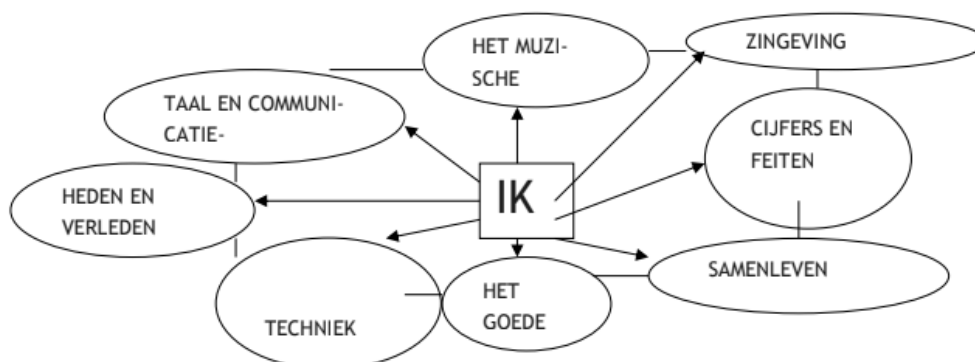 HET MUZI-
SCHE
ZINGEVING
TAAL EN COMMUNI-
CATIE-
CIJFERS EN
FEITEN
IK
HEDEN EN
VERLEDEN
SAMENLEVEN
HET
GOEDE
TECHNIEK